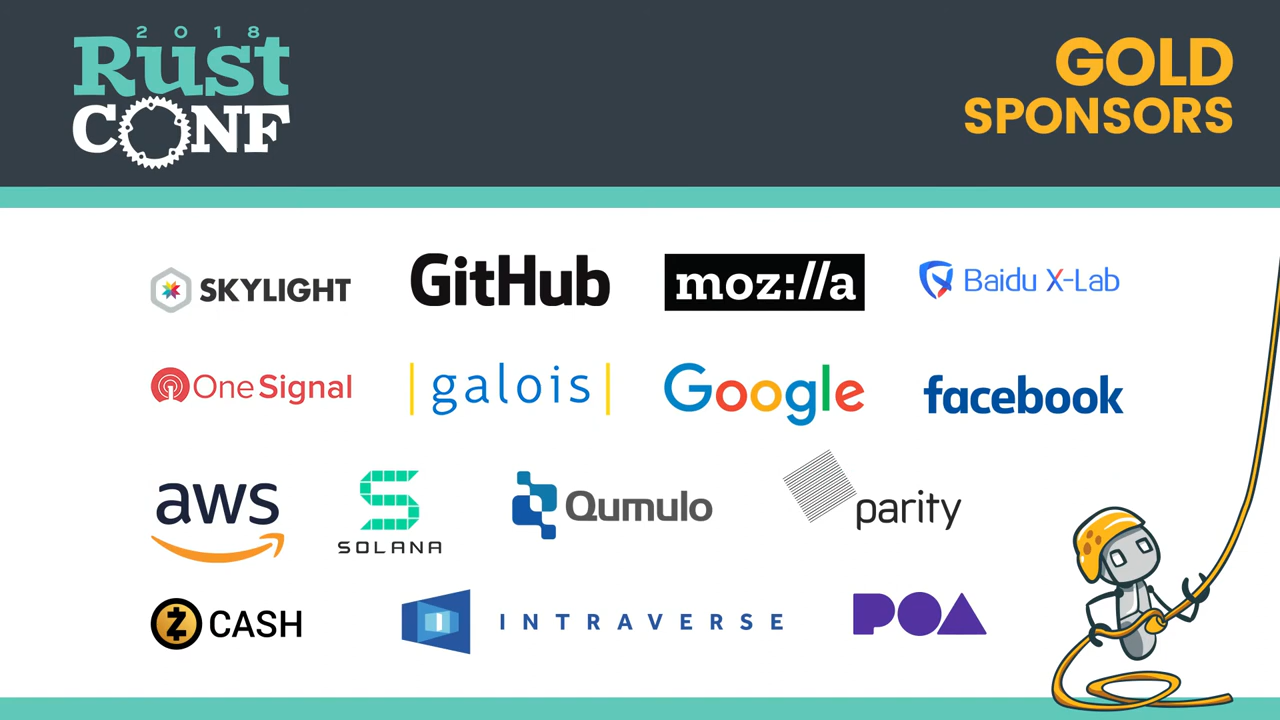 2018
Rust
CONF
GOLD
SPONSORS
SKYLIGHT GitHub moz://a Baidu X-Lab
OneSignal |galois| Google facebook
aws SOLANA Qumulo parity
CASH INTRAVERSE POA